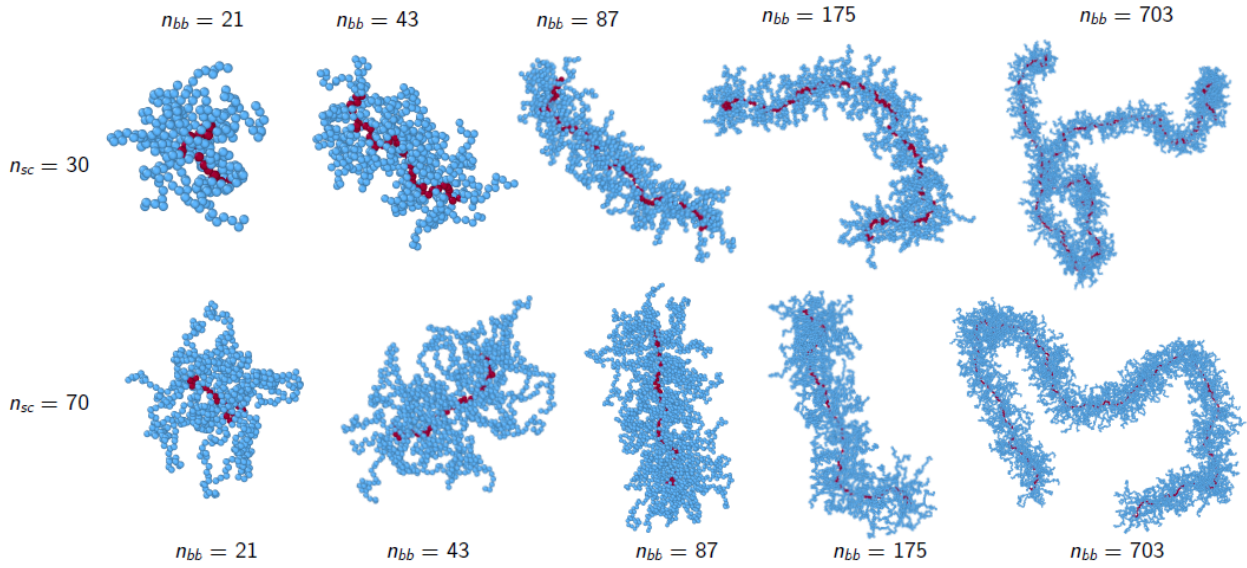 n_bb = 21 n_bb = 43 n_bb = 87 n_bb = 175 n_bb = 703
n_sc = 30
n_sc = 70
n_bb = 21 n_bb = 43 n_bb = 87 n_bb = 175 n_bb = 703